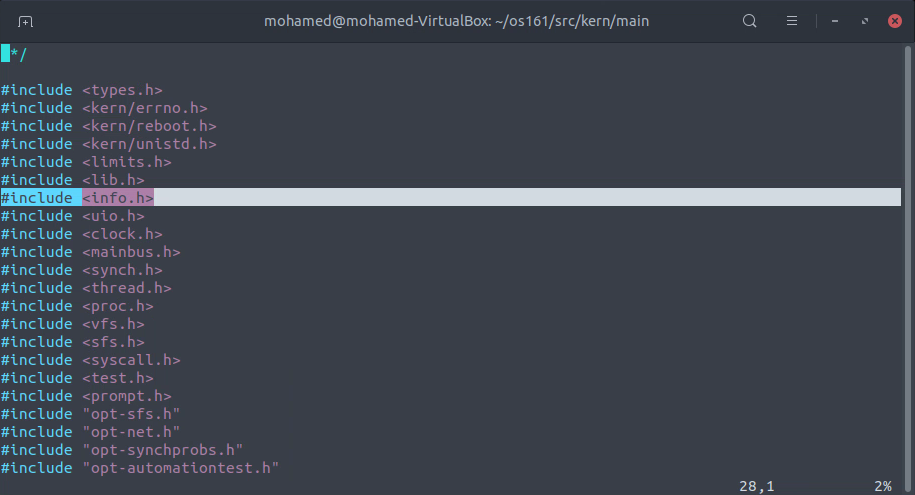 mohamed@mohamed-VirtualBox: ~/os161/src/kern/main
*/
#include <types.h>
#include <kern/errno.h>
#include <kern/reboot.h>
#include <kern/unistd.h>
#include <limits.h>
#include <lib.h>
#include <info.h>
#include <uio.h>
#include <clock.h>
#include <mainbus.h>
#include <synch.h>
#include <thread.h>
#include <proc.h>
#include <vfs.h>
#include <sfs.h>
#include <syscall.h>
#include <test.h>
#include <prompt.h>
#include "opt-sfs.h"
#include "opt-net.h"
#include "opt-synchprobs.h"
#include "opt-automationtest.h"
28,1 2%